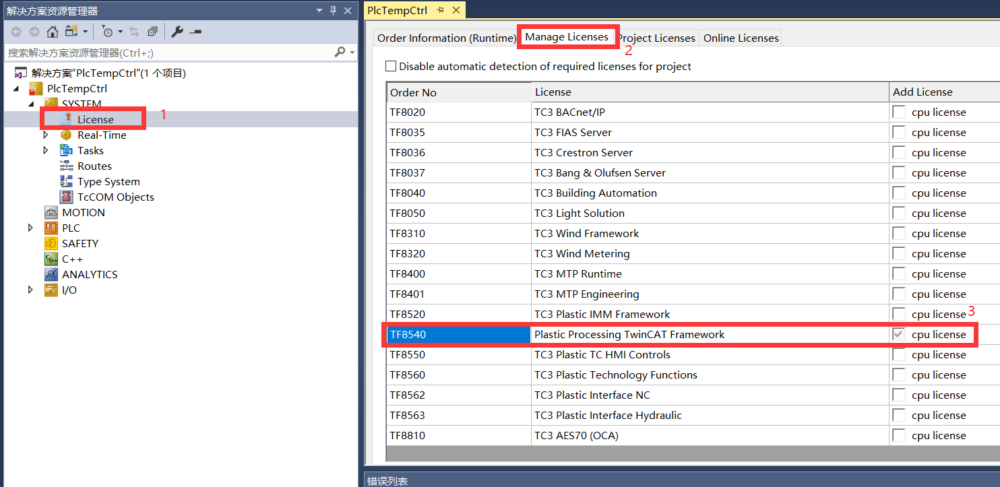 解决方案资源管理器
搜索解决方案资源管理器(Ctrl+;)
解决方案"PlcTempCtrl"(1 个项目)
PlcTempCtrl
SYSTEM
License
1
Real-Time
Tasks
Routes
Type System
TcCOM Objects
MOTION
PLC
SAFETY
C++
ANALYTICS
I/O
PlcTempCtrl
Order Information (Runtime) Manage Licenses Project Licenses Online Licenses
2
Disable automatic detection of required licenses for project
Order No License Add License
TF8020 TC3 BACnet/IP cpu license
TF8035 TC3 FIAS Server cpu license
TF8036 TC3 Crestron Server cpu license
TF8037 TC3 Bang & Olufsen Server cpu license
TF8040 TC3 Building Automation cpu license
TF8050 TC3 Light Solution cpu license
TF8310 TC3 Wind Framework cpu license
TF8320 TC3 Wind Metering cpu license
TF8400 TC3 MTP Runtime cpu license
TF8401 TC3 MTP Engineering cpu license
TF8520 TC3 Plastic IMM Framework cpu license 3
TF8540 Plastic Processing TwinCAT Framework cpu license
TF8550 TC3 Plastic TC HMI Controls cpu license
TF8560 TC3 Plastic Technology Functions cpu license
TF8562 TC3 Plastic Interface NC cpu license
TF8563 TC3 Plastic Interface Hydraulic cpu license
TF8810 TC3 AES70 (OCA) cpu license
错误列表